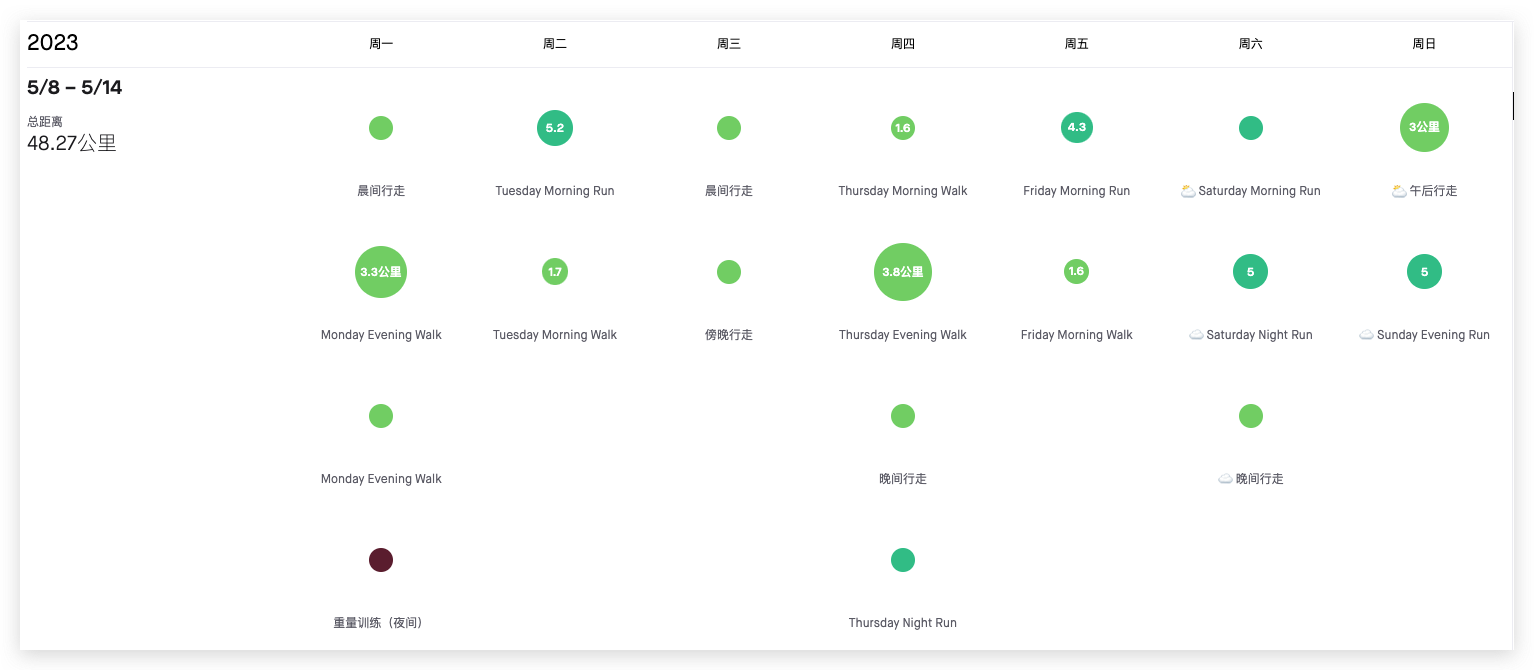 2023 周一 周二 周三 周四 周五 周六 周日
5/8 – 5/14
总距离
48.27公里
5.2 1.6 4.3 3公里
晨间行走 Tuesday Morning Run 晨间行走 Thursday Morning Walk Friday Morning Run Saturday Morning Run 午后行走
3.3公里 1.7 3.8公里 1.6 5 5
Monday Evening Walk Tuesday Morning Walk 傍晚行走 Thursday Evening Walk Friday Morning Walk Saturday Night Run Sunday Evening Run
Monday Evening Walk 晚间行走 晚间行走
重量训练（夜间） Thursday Night Run